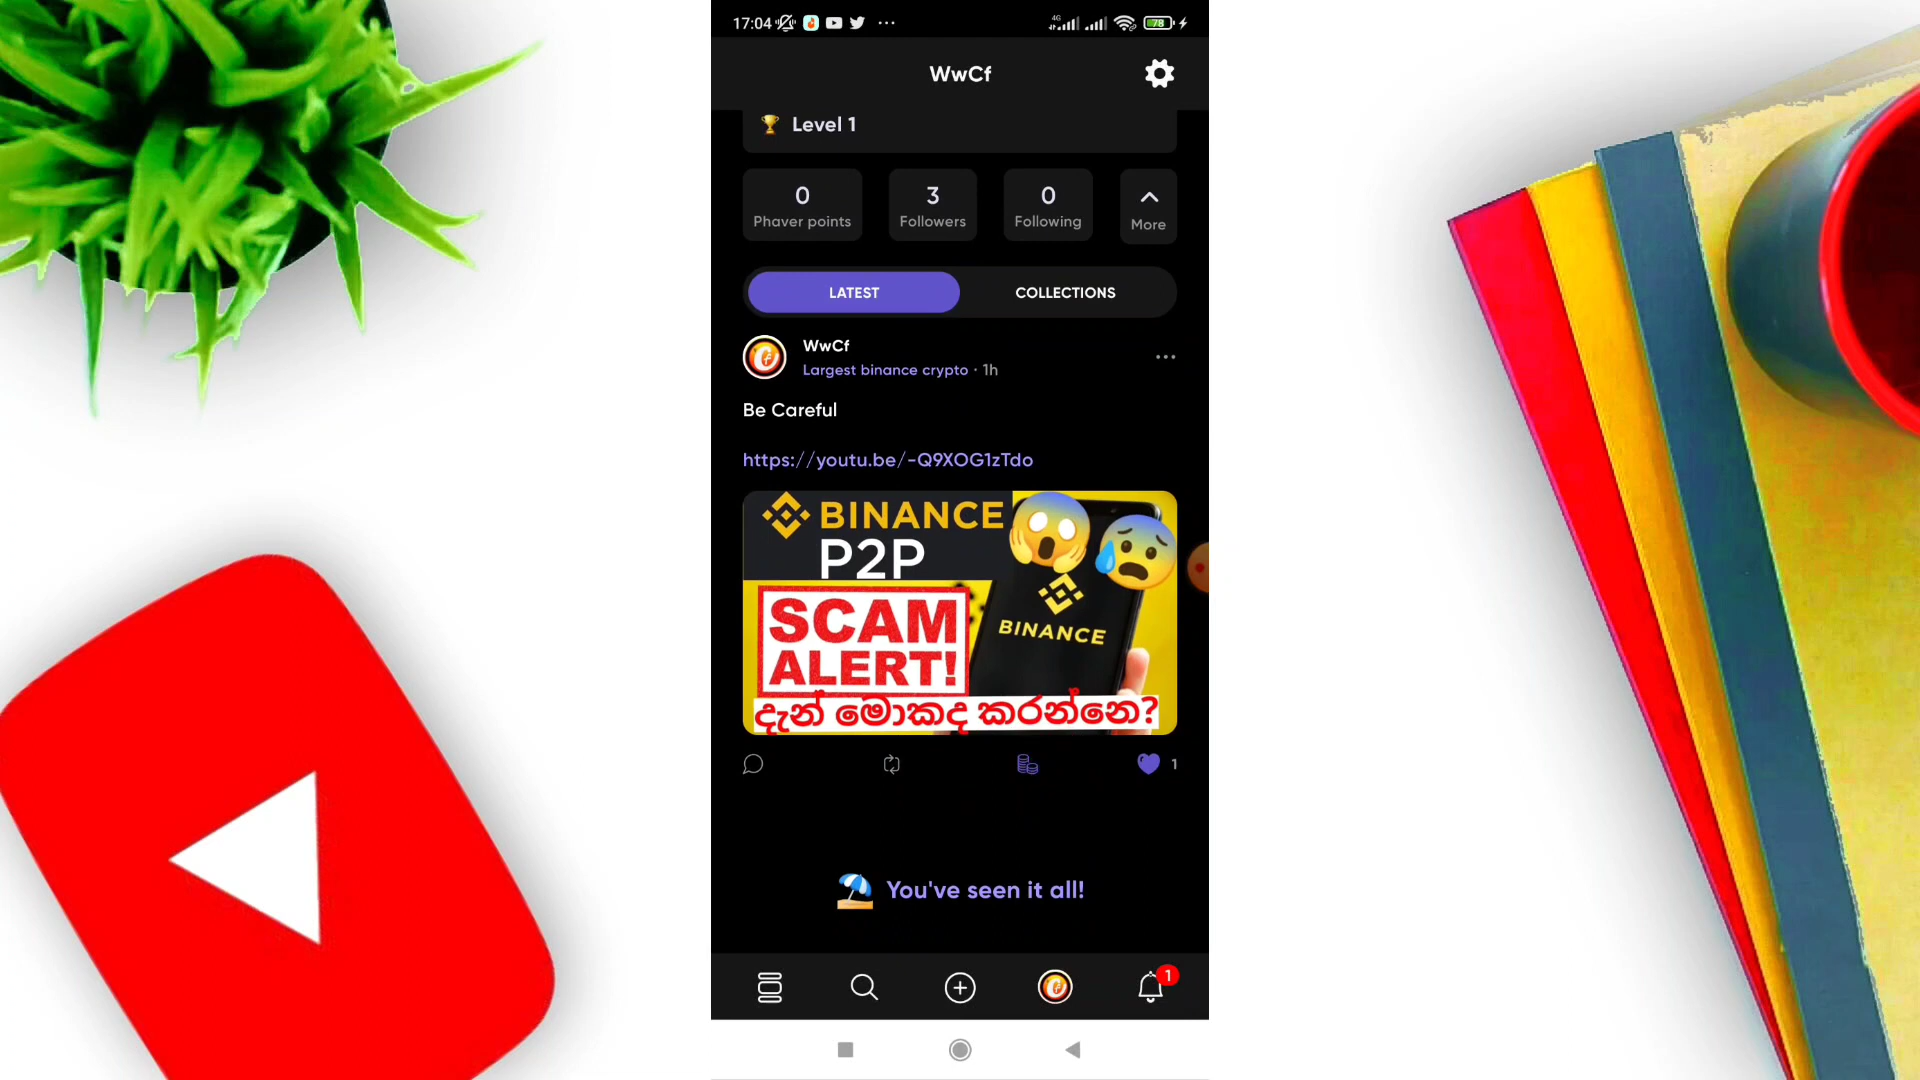 17:04
4G
78
WwCf
Level 1
0
Phaver points
3
Followers
0
Following
More
LATEST
COLLECTIONS
WwCf
Largest binance crypto · 1h
Be Careful
https://youtu.be/-Q9XOG1zTdo
BINANCE
P2P
BINANCE
SCAM
ALERT!
දැන් මොකද කරන්නෙ?
1
You've seen it all!
1